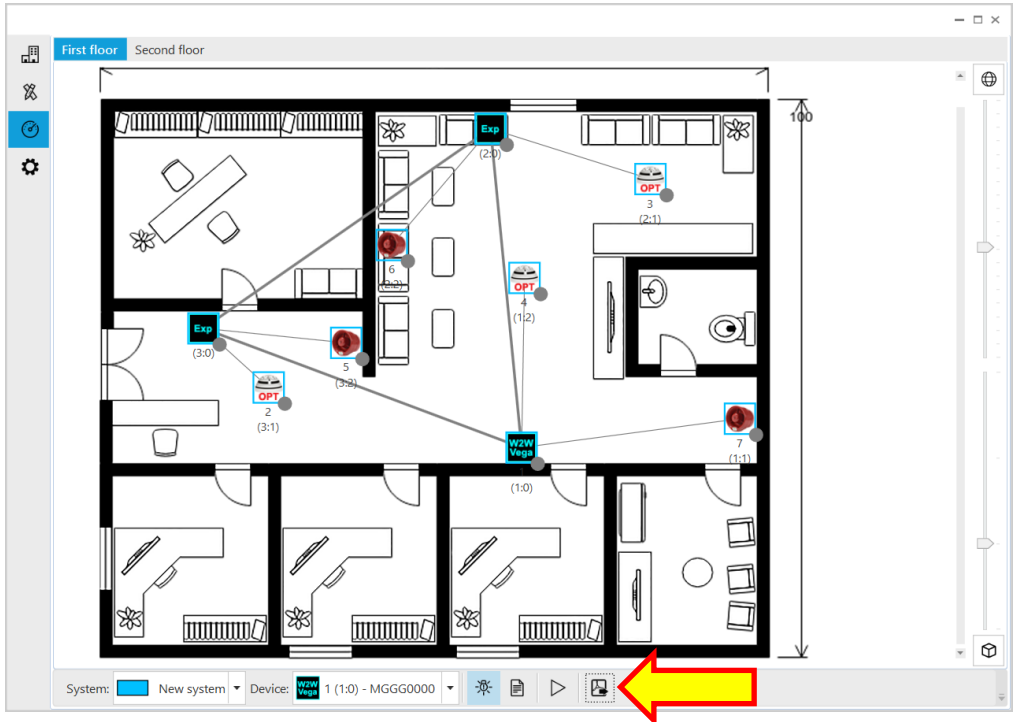 First floor Second floor
100
Exp
(2:0)
OPT
3
(2:1)
6
(2:2)
OPT
4
(1:2)
Exp
(3:0)
5
(3:2)
OPT
2
(3:1)
W2W
Vega
(1:0)
7
(1:1)
System: New system Device: W2W Vega 1 (1:0) - MGGG0000